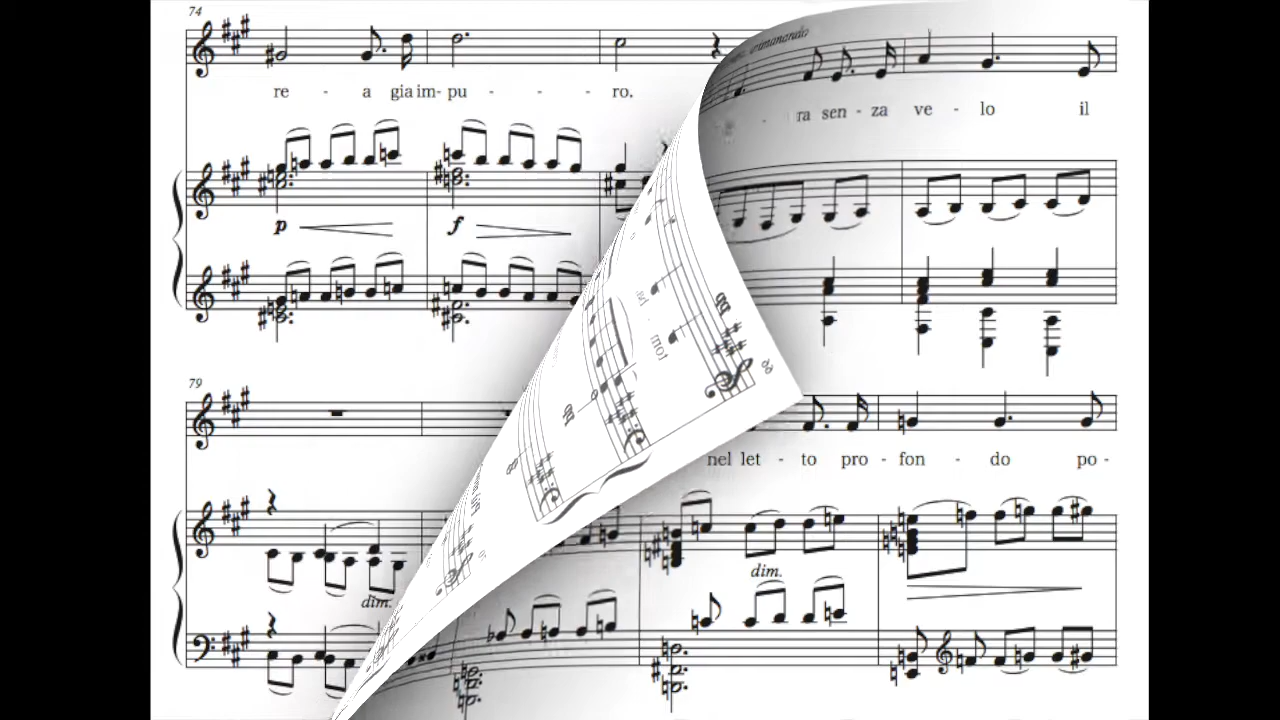 74
re - a gia im - pu - - - ro.
ra sen - za ve - lo il
p f
79
nel let - to pro - fon - do po -
dim.
dim.